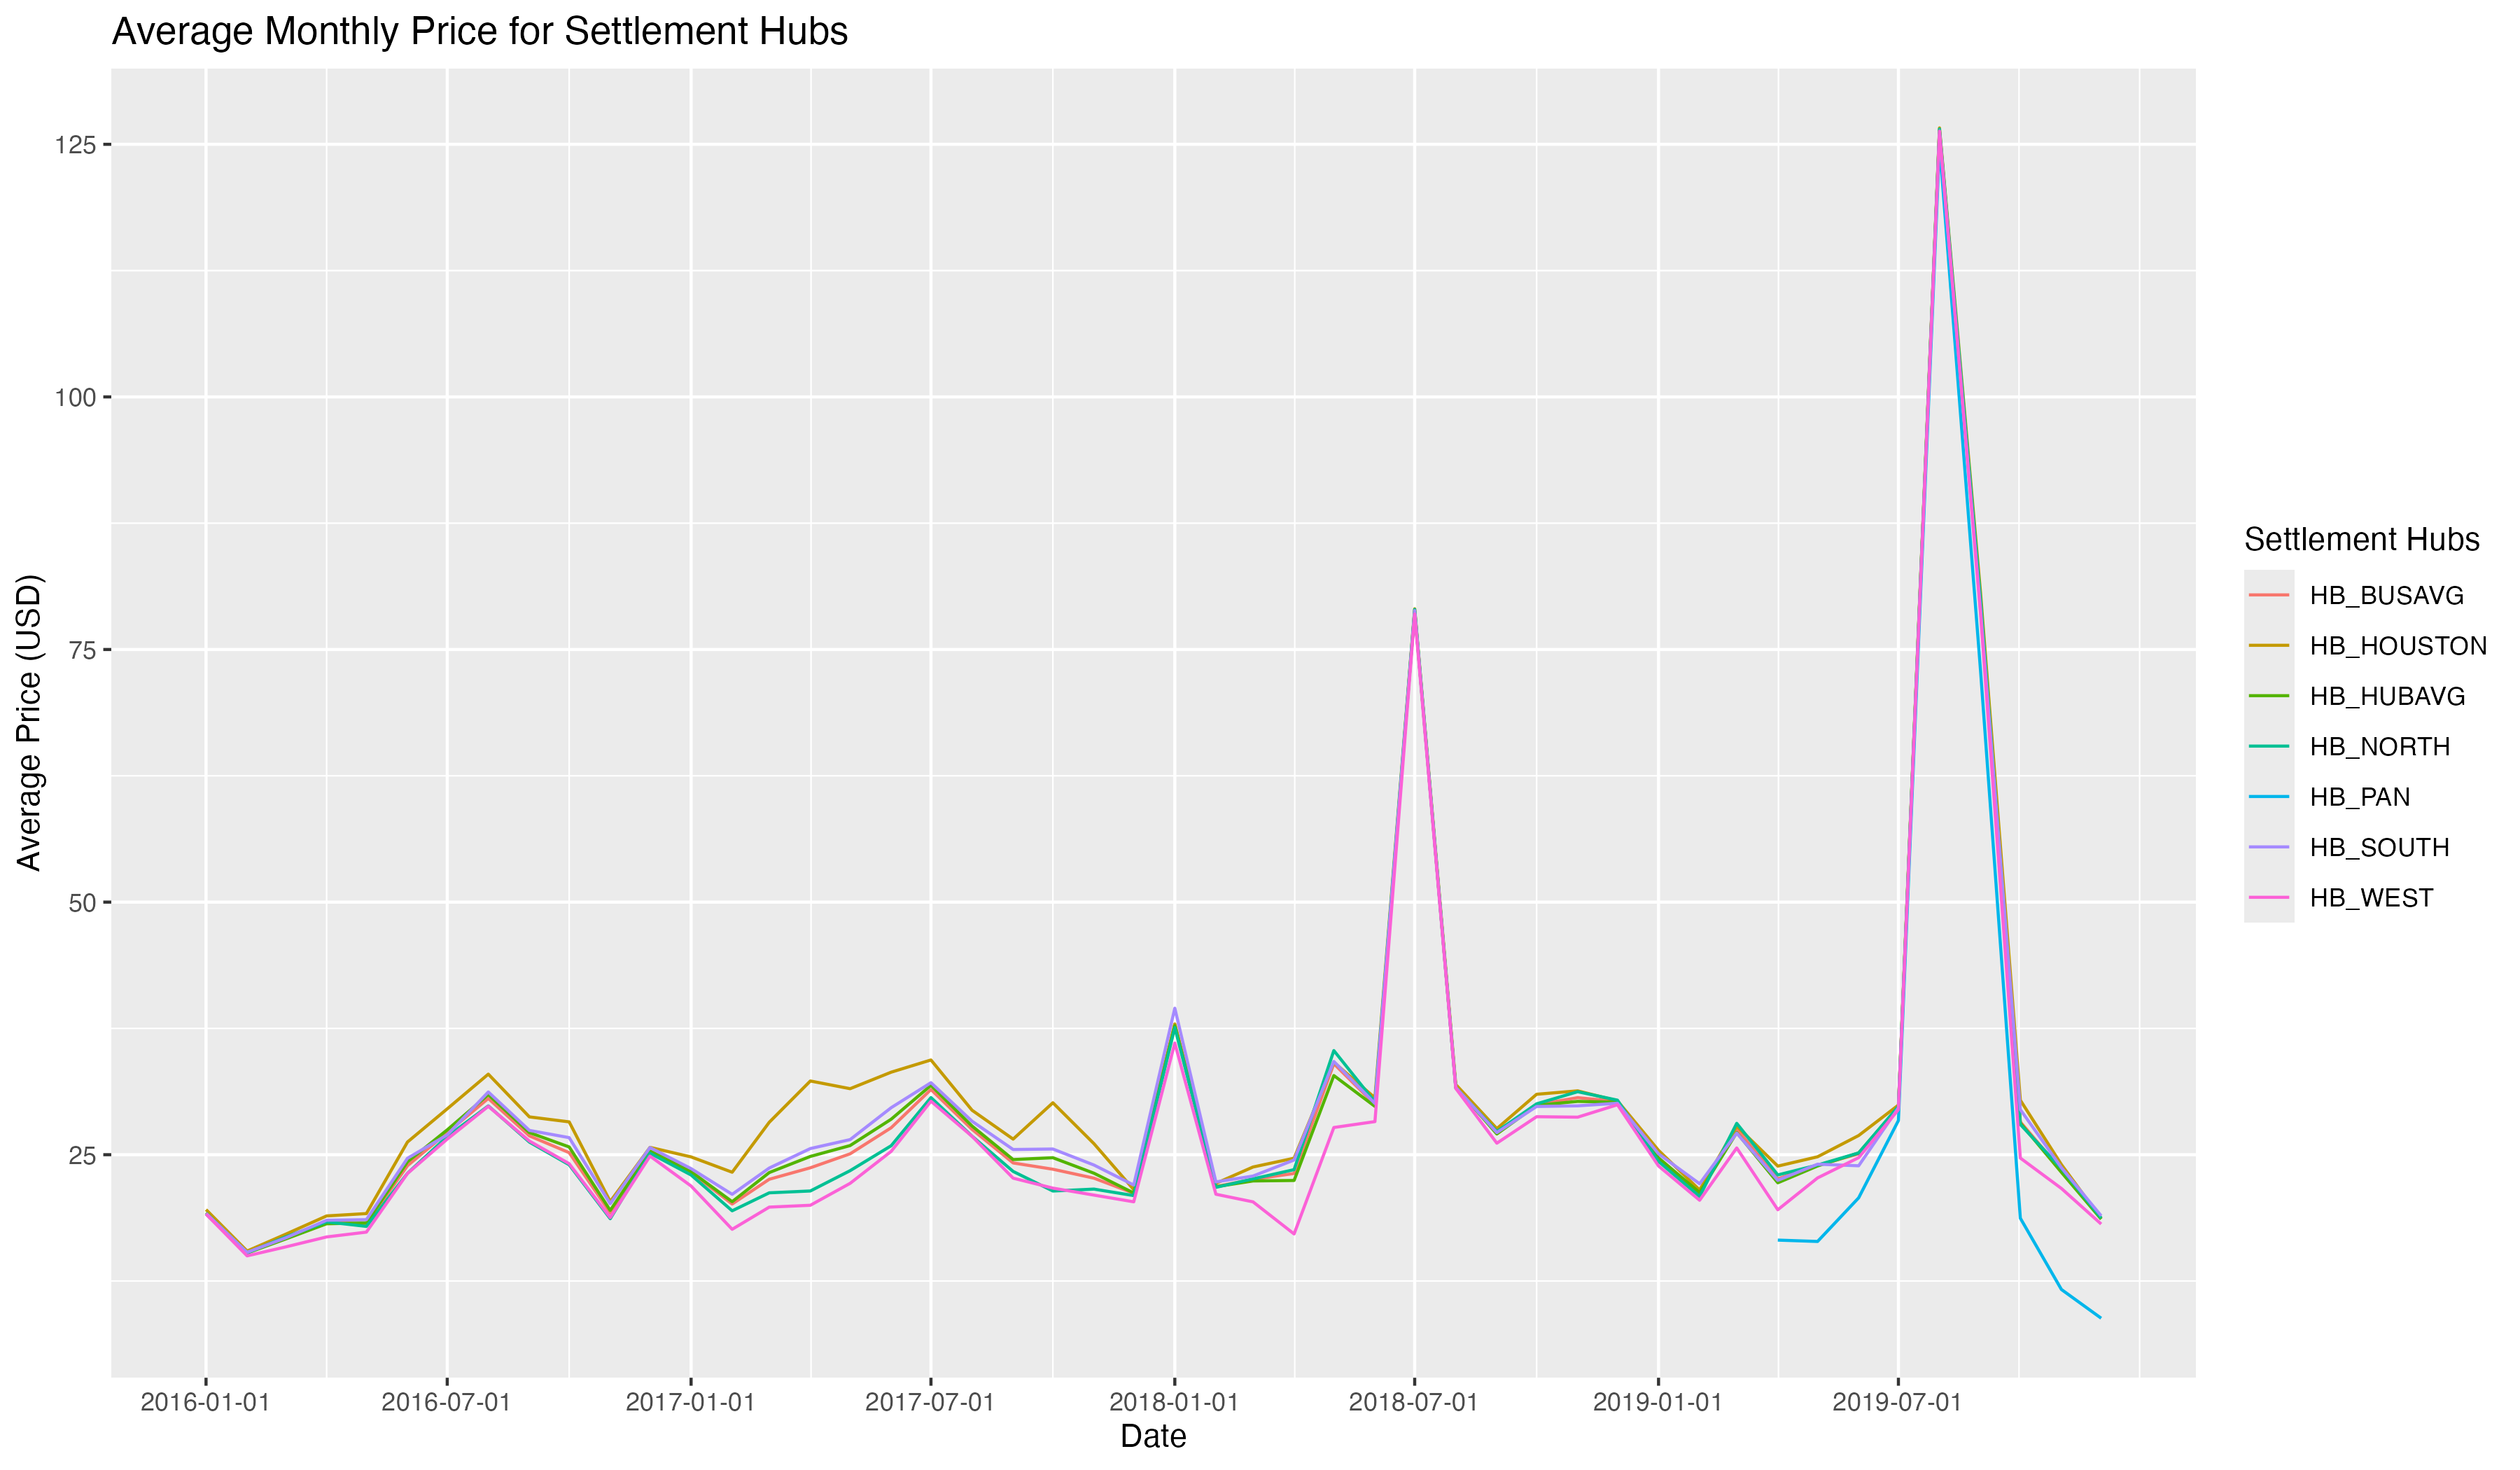 Average Monthly Price for Settlement Hubs
Average Price (USD)
125
100
75
50
25
2016-01-01
2016-07-01
2017-01-01
2017-07-01
2018-01-01
2018-07-01
2019-01-01
2019-07-01
Date
Settlement Hubs
HB_BUSAVG
HB_HOUSTON
HB_HUBAVG
HB_NORTH
HB_PAN
HB_SOUTH
HB_WEST